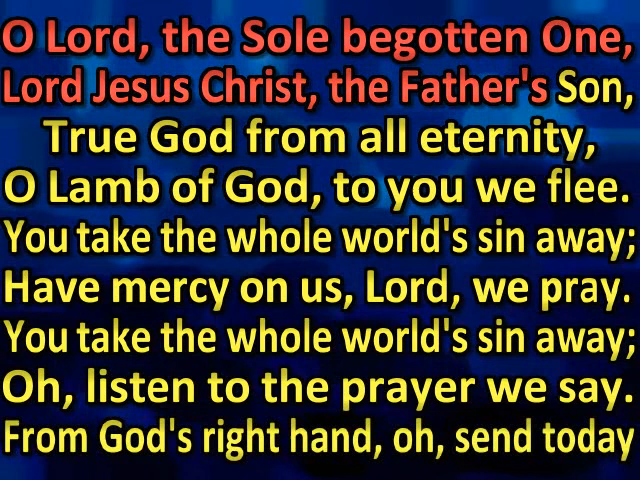 O Lord, the Sole begotten One,
Lord Jesus Christ, the Father's Son,
True God from all eternity,
O Lamb of God, to you we flee.
You take the whole world's sin away;
Have mercy on us, Lord, we pray.
You take the whole world's sin away;
Oh, listen to the prayer we say.
From God's right hand, oh, send today